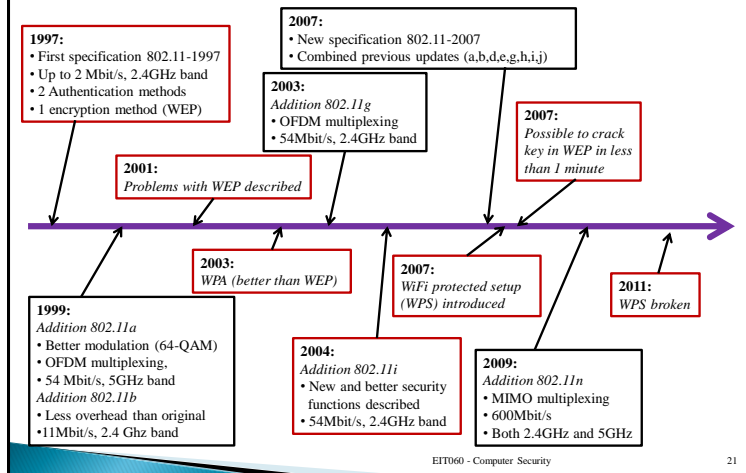 1997:
• First specification 802.11-1997
• Up to 2 Mbit/s, 2.4GHz band
• 2 Authentication methods
• 1 encryption method (WEP)
2007:
• New specification 802.11-2007
• Combined previous updates (a,b,d,e,g,h,i,j)
2003:
Addition 802.11g
• OFDM multiplexing
• 54Mbit/s, 2.4GHz band
2007:
Possible to crack
key in WEP in less
than 1 minute
2001:
Problems with WEP described
2003:
WPA (better than WEP)
2007:
WiFi protected setup
(WPS) introduced
2011:
WPS broken
1999:
Addition 802.11a
• Better modulation (64-QAM)
• OFDM multiplexing,
• 54 Mbit/s, 5GHz band
Addition 802.11b
• Less overhead than original
•11Mbit/s, 2.4 Ghz band
2004:
Addition 802.11i
• New and better security
functions described
• 54Mbit/s, 2.4GHz band
2009:
Addition 802.11n
• MIMO multiplexing
• 600Mbit/s
• Both 2.4GHz and 5GHz
EIT060 - Computer Security
21